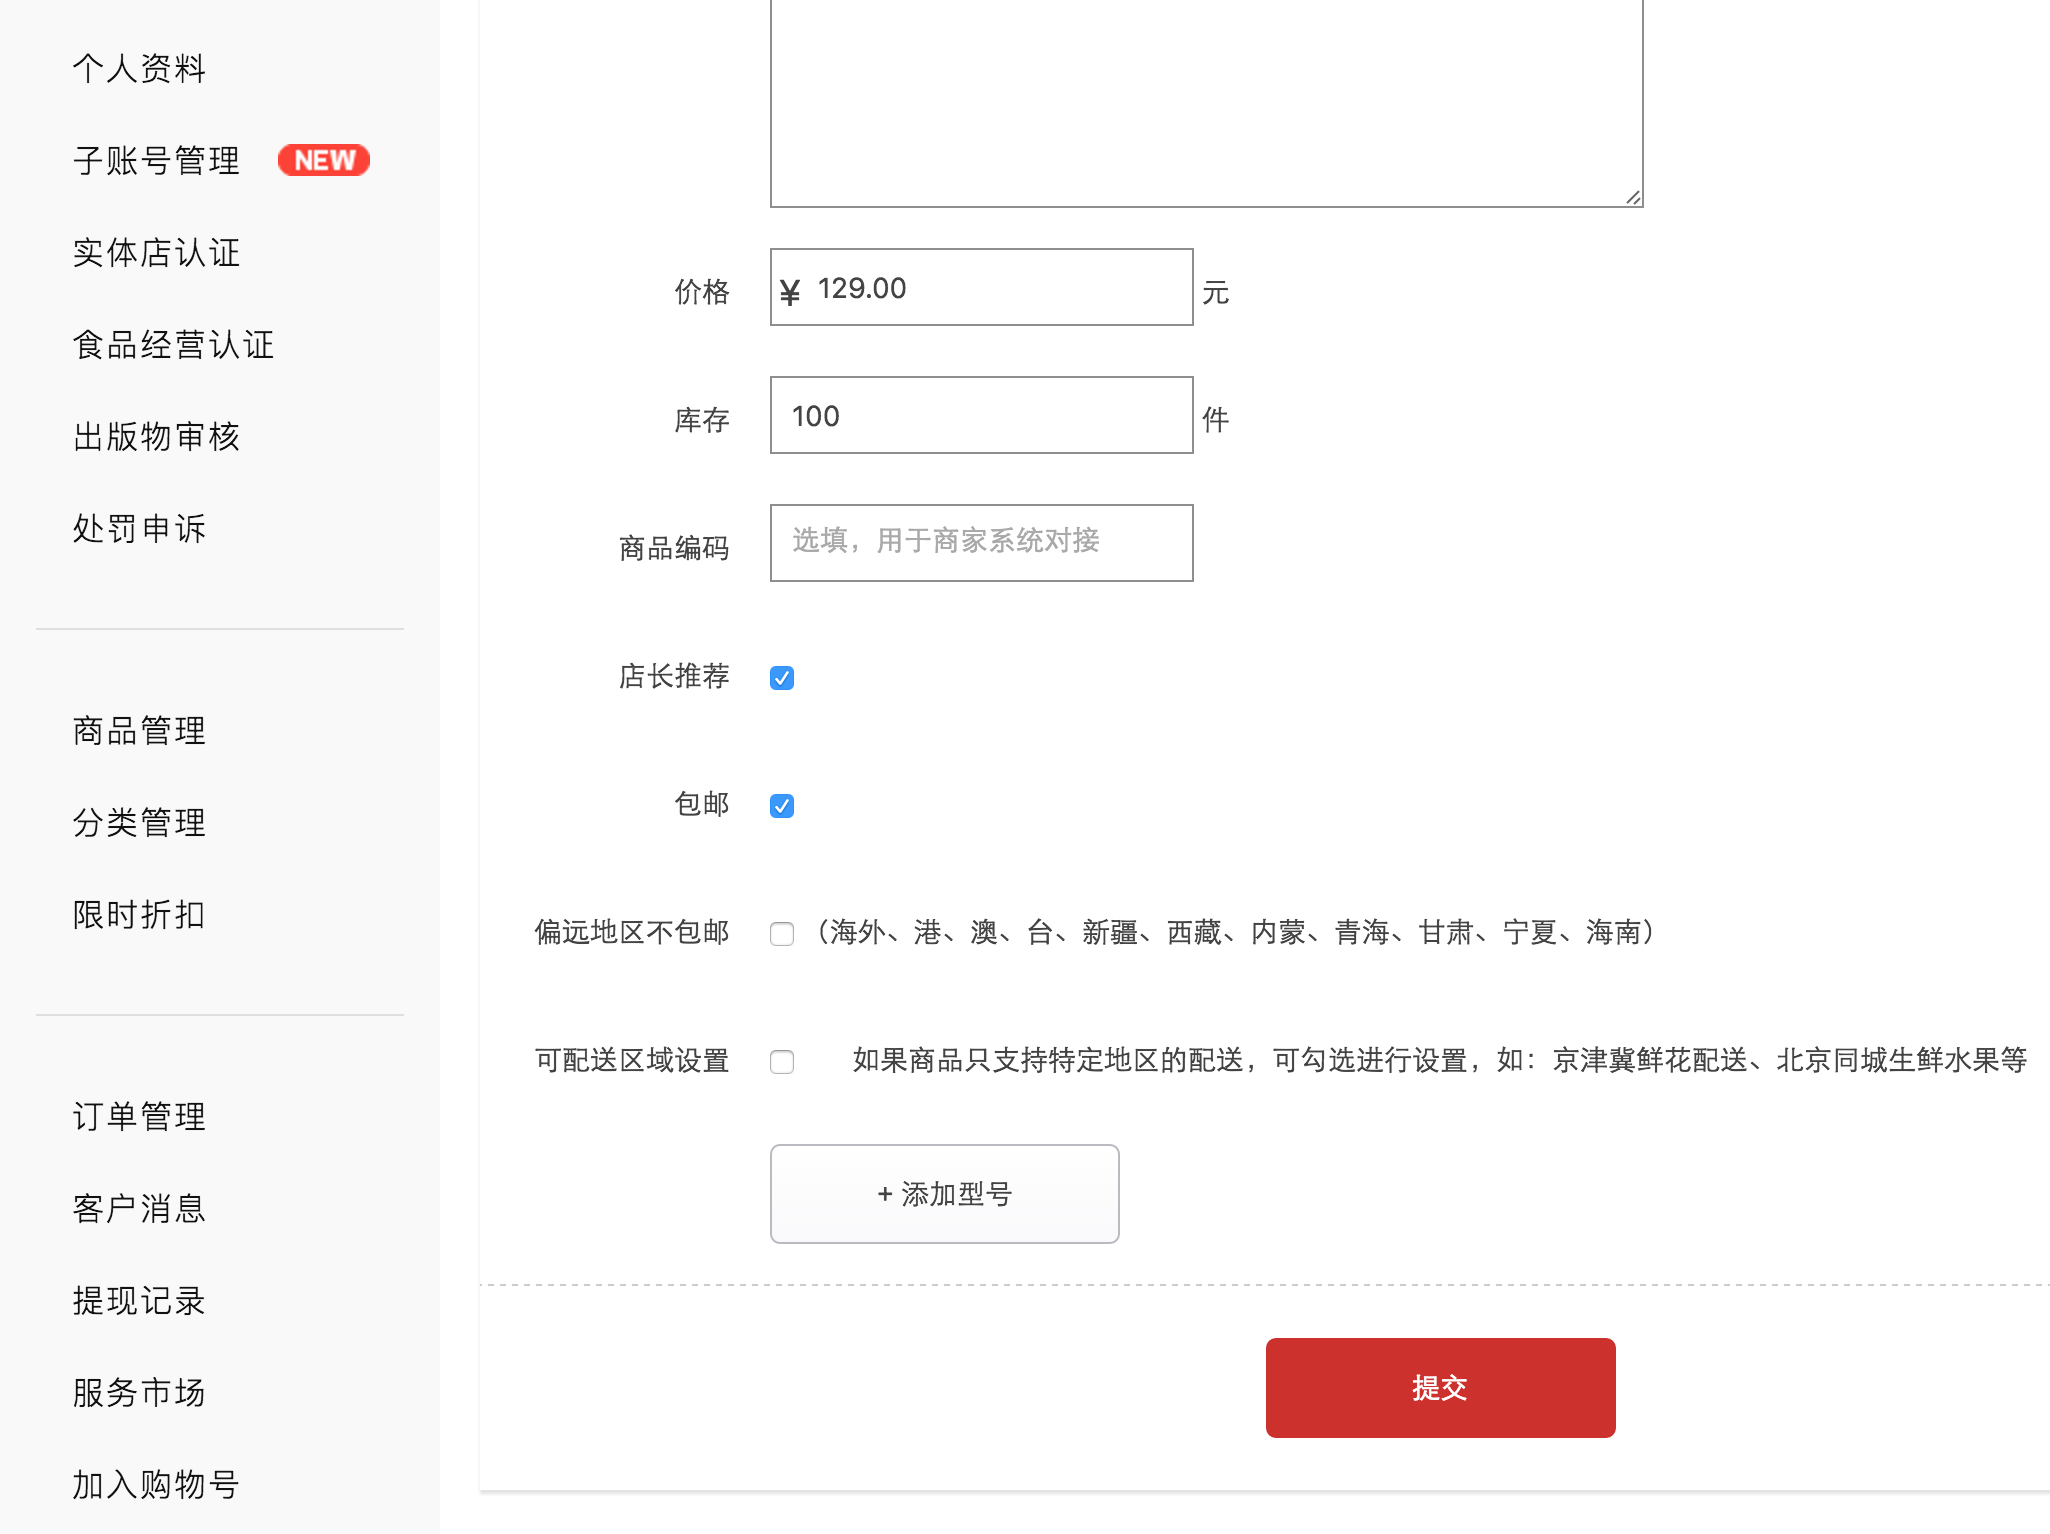 个人资料
子账号管理 NEW
实体店认证
食品经营认证
出版物审核
处罚申诉
商品管理
分类管理
限时折扣
订单管理
客户消息
提现记录
服务市场
加入购物号
价格 ¥ 129.00 元
库存 100 件
商品编码 选填，用于商家系统对接
店长推荐
包邮
偏远地区不包邮 （海外、港、澳、台、新疆、西藏、内蒙、青海、甘肃、宁夏、海南）
可配送区域设置 如果商品只支持特定地区的配送，可勾选进行设置，如：京津冀鲜花配送、北京同城生鲜水果等
+ 添加型号
提交